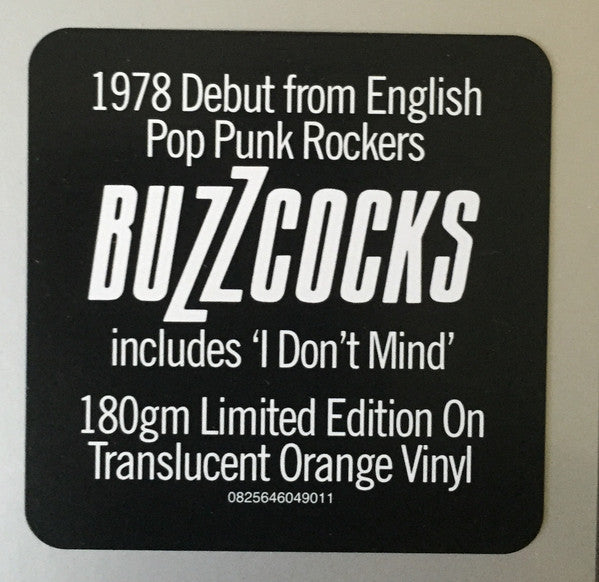 1978 Debut from English
Pop Punk Rockers
BUZZCOCKS
includes ‘I Don’t Mind’
180gm Limited Edition On
Translucent Orange Vinyl
0825646049011